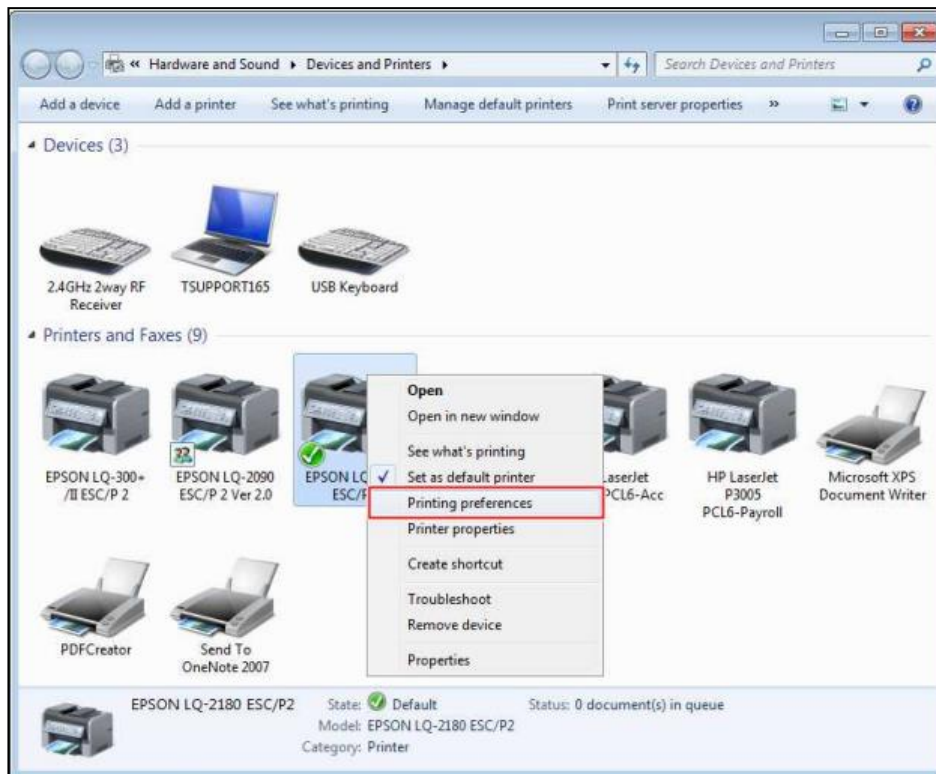 « Hardware and Sound ▸ Devices and Printers ▸
Search Devices and Printers
Add a device Add a printer See what's printing Manage default printers Print server properties »
Devices (3)
2.4GHz 2way RF
Receiver
TSUPPORT165
USB Keyboard
Printers and Faxes (9)
EPSON LQ-300+
/II ESC/P 2
EPSON LQ-2090
ESC/P 2 Ver 2.0
EPSON LQ
ESC/P
Open
Open in new window
See what's printing
Set as default printer
Printing preferences
Printer properties
Create shortcut
Troubleshoot
Remove device
Properties
LaserJet
PCL6-Acc
HP LaserJet
P3005
PCL6-Payroll
Microsoft XPS
Document Writer
PDFCreator
Send To
OneNote 2007
EPSON LQ-2180 ESC/P2 State: Default Status: 0 document(s) in queue
Model: EPSON LQ-2180 ESC/P2
Category: Printer